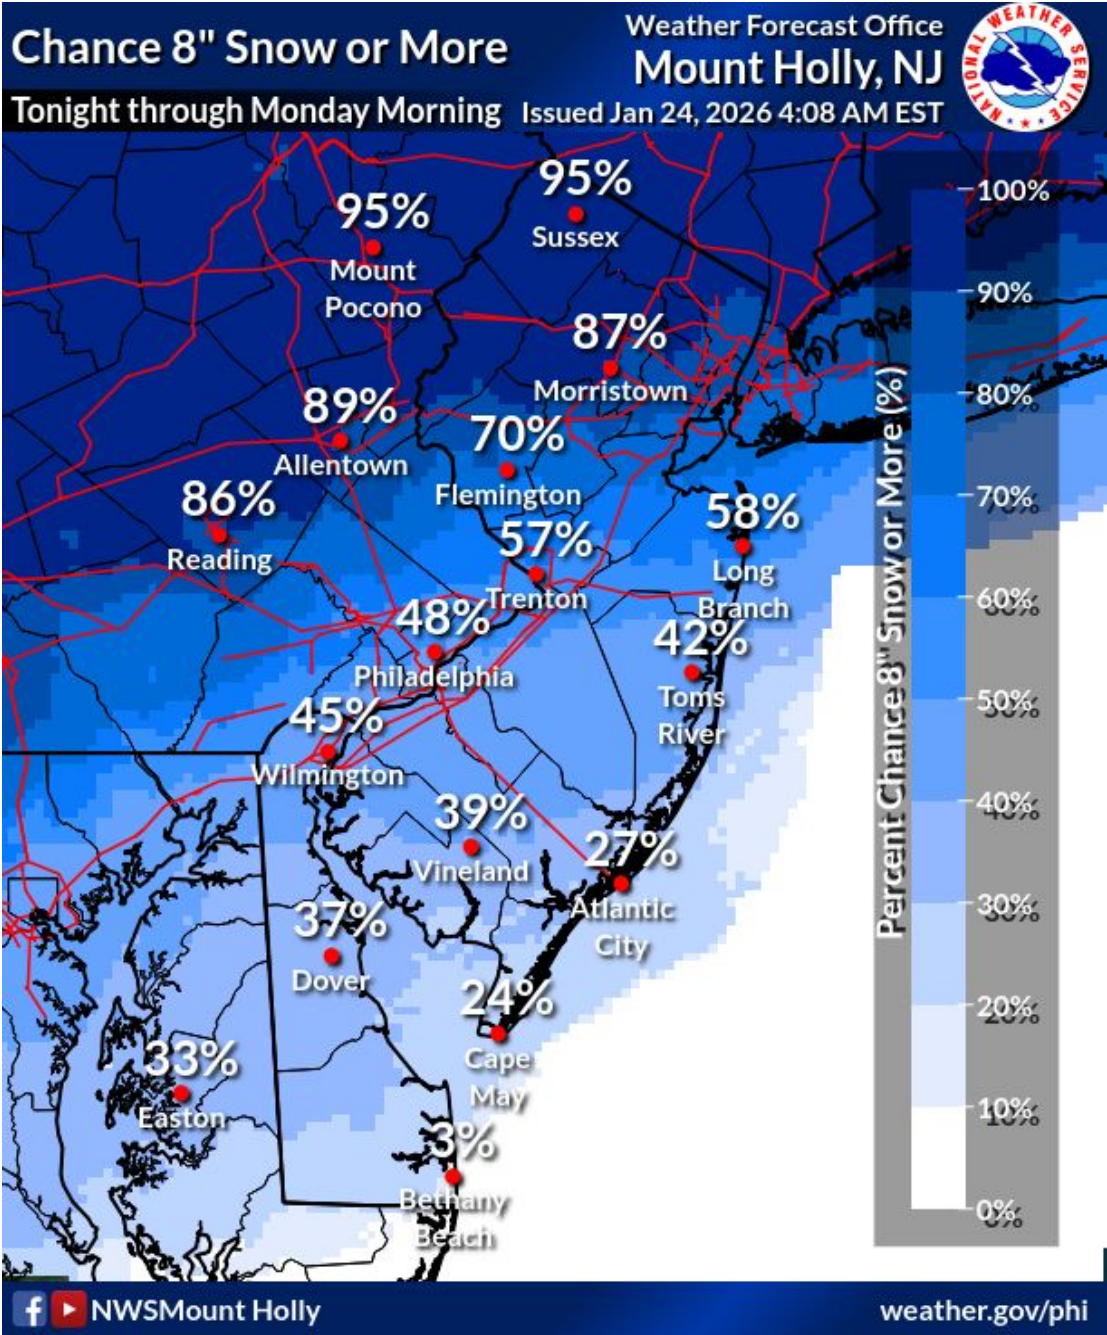 Chance 8" Snow or More
Tonight through Monday Morning
Weather Forecast Office
Mount Holly, NJ
Issued Jan 24, 2026 4:08 AM EST
NATIONAL WEATHER SERVICE
95%
Sussex
95%
Mount
Pocono
87%
Morristown
89%
Allentown
70%
Flemington
86%
Reading
58%
Long
Branch
57%
Trenton
48%
Philadelphia
42%
Toms
River
45%
Wilmington
39%
Vineland
27%
Atlantic
City
37%
Dover
24%
Cape
May
33%
Easton
3%
Bethany
Beach
Percent Chance 8" Snow or More (%)
100%
90%
80%
70%
60%
50%
40%
30%
20%
10%
0%
NWSMount Holly
weather.gov/phi